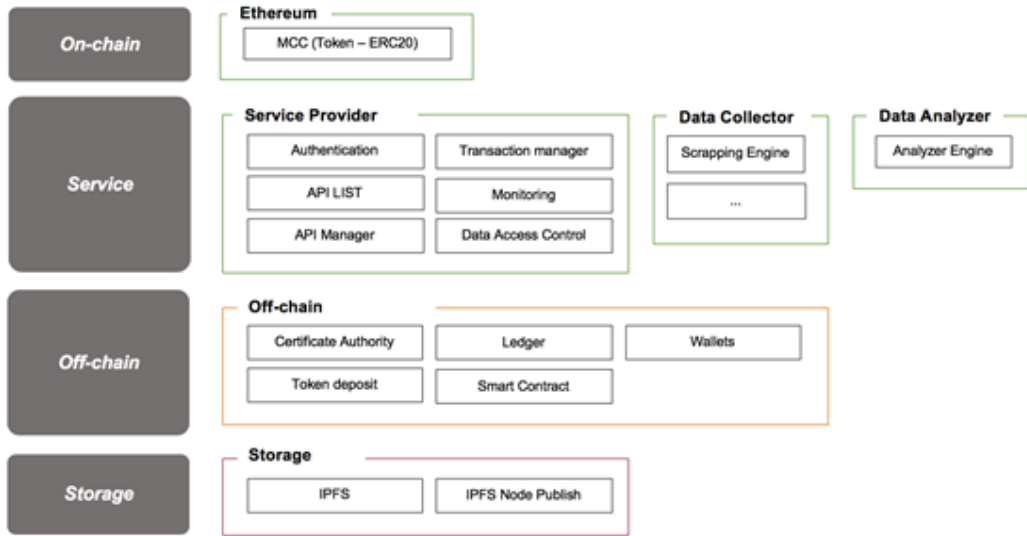 On-chain
Ethereum
MCC (Token – ERC20)
Service
Service Provider
Authentication
Transaction manager
API LIST
Monitoring
API Manager
Data Access Control
Data Collector
Scrapping Engine
...
Data Analyzer
Analyzer Engine
Off-chain
Off-chain
Certificate Authority
Ledger
Wallets
Token deposit
Smart Contract
Storage
Storage
IPFS
IPFS Node Publish